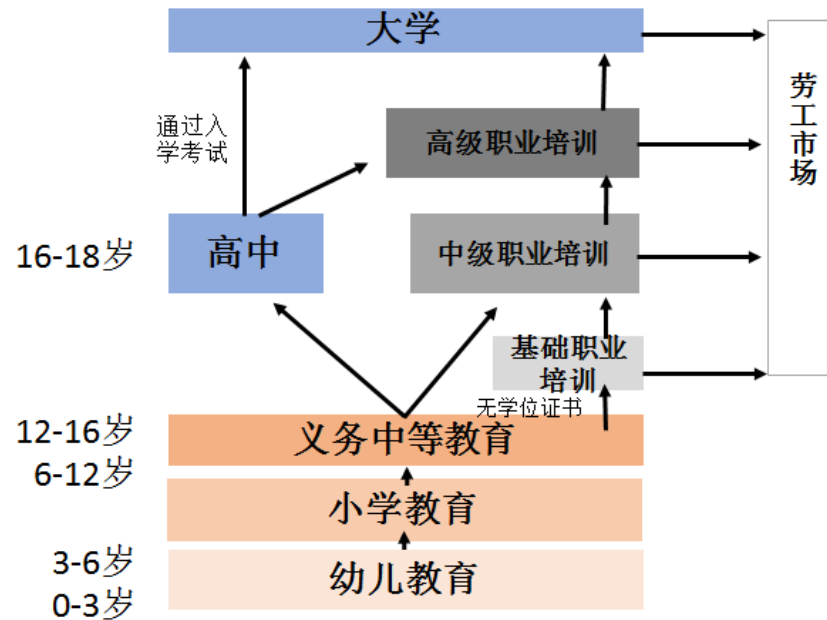 大学
通过入
学考试
高级职业培训
劳工市场
16-18岁
高中
中级职业培训
基础职业
培训
无学位证书
12-16岁
义务中等教育
6-12岁
小学教育
3-6岁
幼儿教育
0-3岁